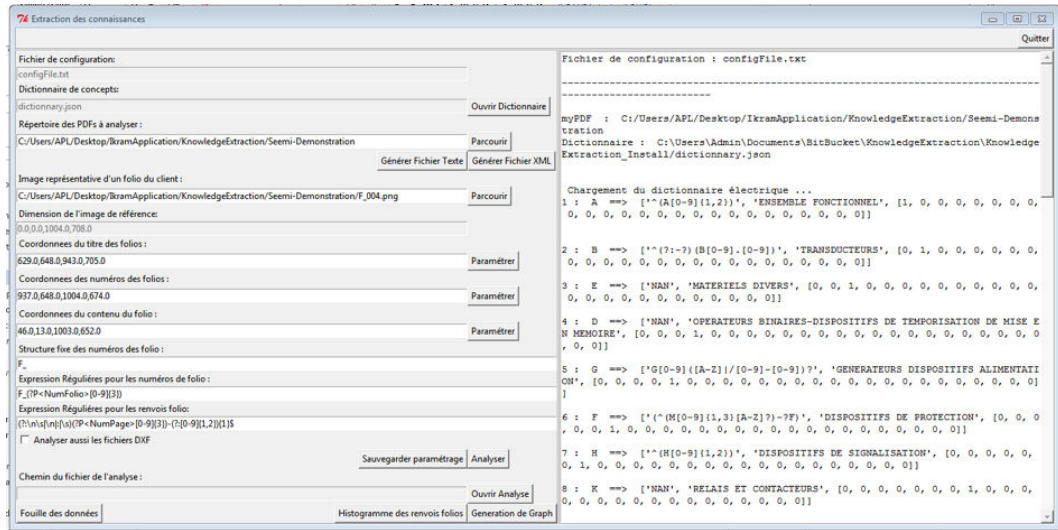 Extraction des connaissances
Quitter
Fichier de configuration:
configFile.txt
Dictionnaire de concepts:
dictionnary.json
Ouvrir Dictionnaire
Répertoire des PDFs à analyser :
C:/Users/APL/Desktop/IkramApplication/KnowledgeExtraction/Seemi-Demonstration
Parcourir
Générer Fichier Texte
Générer Fichier XML
Image représentative d'un folio du client :
C:/Users/APL/Desktop/IkramApplication/KnowledgeExtraction/Seemi-Demonstration/F_004.png
Parcourir
Dimension de l'image de référence:
0.0,0.0,1004.0,708.0
Coordonnees du titre des folios :
629.0,648.0,943.0,705.0
Paramétrer
Coordonnees des numéros des folios :
937.0,648.0,1004.0,674.0
Paramétrer
Coordonnees du contenu du folio :
46.0,13.0,1003.0,652.0
Paramétrer
Structure fixe des numéros des folio :
F_
Expression Réguliéres pour les numéros de folio :
F_(?P<NumFolio>[0-9]{3})
Expression Réguliéres pour les renvois folio:
(?:\n\s|\n|:|\s)(?P<NumPage>[0-9]{3})-(?:[0-9]{1,2}){1}$
Analyser aussi les fichiers DXF
Sauvegarder paramétrage
Analyser
Chemin du fichier de l'analyse :
Ouvrir Analyse
Fouille des données
Histogramme des renvois folios
Generation de Graph
Fichier de configuration : configFile.txt
--------------------------------------------------------------------------------
-------------------------
myPDF : C:/Users/APL/Desktop/IkramApplication/KnowledgeExtraction/Seemi-Demons
tration
Dictionnaire : C:\Users\Admin\Documents\BitBucket\KnowledgeExtraction\Knowledge
Extraction_Install/dictionnary.json
Chargement du dictionnaire électrique ...
1 : A ==> ['^(A[0-9]{1,2})', 'ENSEMBLE FONCTIONNEL', [1, 0, 0, 0, 0, 0, 0,
0, 0, 0, 0, 0, 0, 0, 0, 0, 0, 0, 0, 0, 0, 0]]
2 : B ==> ['^(?:-?)(B[0-9].[0-9])', 'TRANSDUCTEURS', [0, 1, 0, 0, 0, 0, 0, 0,
0, 0, 0, 0, 0, 0, 0, 0, 0, 0, 0, 0, 0, 0]]
3 : E ==> ['NAN', 'MATERIELS DIVERS', [0, 0, 1, 0, 0, 0, 0, 0, 0, 0, 0, 0,
0, 0, 0, 0, 0, 0, 0, 0, 0, 0]]
4 : D ==> ['NAN', 'OPERATEURS BINAIRES-DISPOSITIFS DE TEMPORISATION DE MISE E
N MEMOIRE', [0, 0, 0, 1, 0, 0, 0, 0, 0, 0, 0, 0, 0, 0, 0, 0, 0, 0, 0, 0
, 0, 0]]
5 : G ==> ['G[0-9]([A-Z]|/[0-9]-[0-9])?', 'GENERATEURS DISPOSITIFS ALIMENTATI
ON', [0, 0, 0, 0, 1, 0, 0, 0, 0, 0, 0, 0, 0, 0, 0, 0, 0, 0, 0, 0, 0, 0]
]
6 : F ==> ['(^(M[0-9]{1,3}[A-Z]?)-?F)', 'DISPOSITIFS DE PROTECTION', [0, 0, 0
, 0, 0, 1, 0, 0, 0, 0, 0, 0, 0, 0, 0, 0, 0, 0, 0, 0, 0, 0]]
7 : H ==> ['^(H[0-9]{1,2})', 'DISPOSITIFS DE SIGNALISATION', [0, 0, 0, 0, 0,
0, 1, 0, 0, 0, 0, 0, 0, 0, 0, 0, 0, 0, 0, 0, 0, 0]]
8 : K ==> ['NAN', 'RELAIS ET CONTACTEURS', [0, 0, 0, 0, 0, 0, 0, 1, 0, 0, 0,
0, 0, 0, 0, 0, 0, 0, 0, 0, 0, 0]]